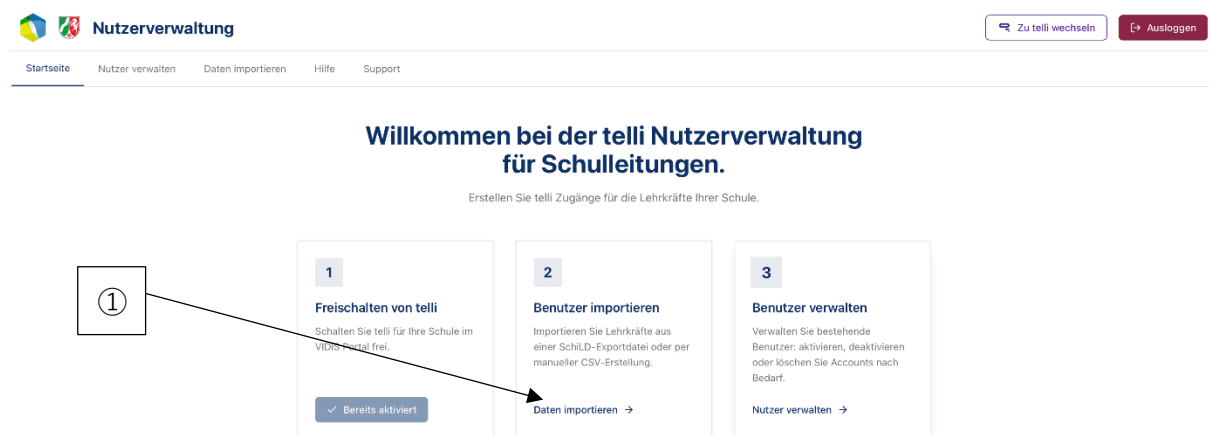 Nutzerverwaltung
Zu telli wechseln
Ausloggen
Startseite Nutzer verwalten Daten importieren Hilfe Support
Willkommen bei der telli Nutzerverwaltung
für Schulleitungen.
Erstellen Sie telli Zugänge für die Lehrkräfte Ihrer Schule.
①
1
Freischalten von telli
Schalten Sie telli für Ihre Schule im
VIDIS Portal frei.
Bereits aktiviert
2
Benutzer importieren
Importieren Sie Lehrkräfte aus
einer SchiLD-Exportdatei oder per
manueller CSV-Erstellung.
Daten importieren →
3
Benutzer verwalten
Verwalten Sie bestehende
Benutzer: aktivieren, deaktivieren
oder löschen Sie Accounts nach
Bedarf.
Nutzer verwalten →